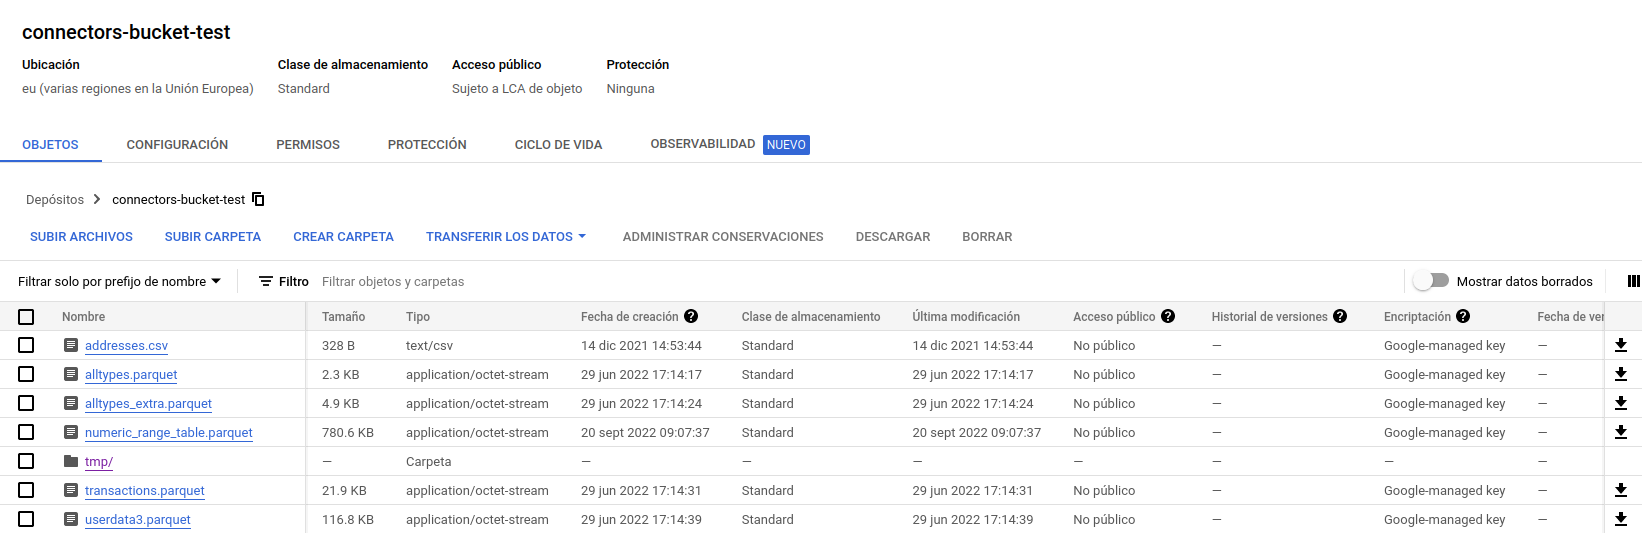 connectors-bucket-test
Ubicación Clase de almacenamiento Acceso público Protección
eu (varias regiones en la Unión Europea) Standard Sujeto a LCA de objeto Ninguna
OBJETOS CONFIGURACIÓN PERMISOS PROTECCIÓN CICLO DE VIDA OBSERVABILIDAD NUEVO
Depósitos connectors-bucket-test
SUBIR ARCHIVOS SUBIR CARPETA CREAR CARPETA TRANSFERIR LOS DATOS ADMINISTRAR CONSERVACIONES DESCARGAR BORRAR
Filtrar solo por prefijo de nombre Filtro Filtrar objetos y carpetas Mostrar datos borrados
Nombre Tamaño Tipo Fecha de creación Clase de almacenamiento Última modificación Acceso público Historial de versiones Encriptación Fecha de ver
addresses.csv 328 B text/csv 14 dic 2021 14:53:44 Standard 14 dic 2021 14:53:44 No público — Google-managed key —
alltypes.parquet 2.3 KB application/octet-stream 29 jun 2022 17:14:17 Standard 29 jun 2022 17:14:17 No público — Google-managed key —
alltypes_extra.parquet 4.9 KB application/octet-stream 29 jun 2022 17:14:24 Standard 29 jun 2022 17:14:24 No público — Google-managed key —
numeric_range_table.parquet 780.6 KB application/octet-stream 20 sept 2022 09:07:37 Standard 20 sept 2022 09:07:37 No público — Google-managed key —
tmp/ — Carpeta — — — — — — —
transactions.parquet 21.9 KB application/octet-stream 29 jun 2022 17:14:31 Standard 29 jun 2022 17:14:31 No público — Google-managed key —
userdata3.parquet 116.8 KB application/octet-stream 29 jun 2022 17:14:39 Standard 29 jun 2022 17:14:39 No público — Google-managed key —